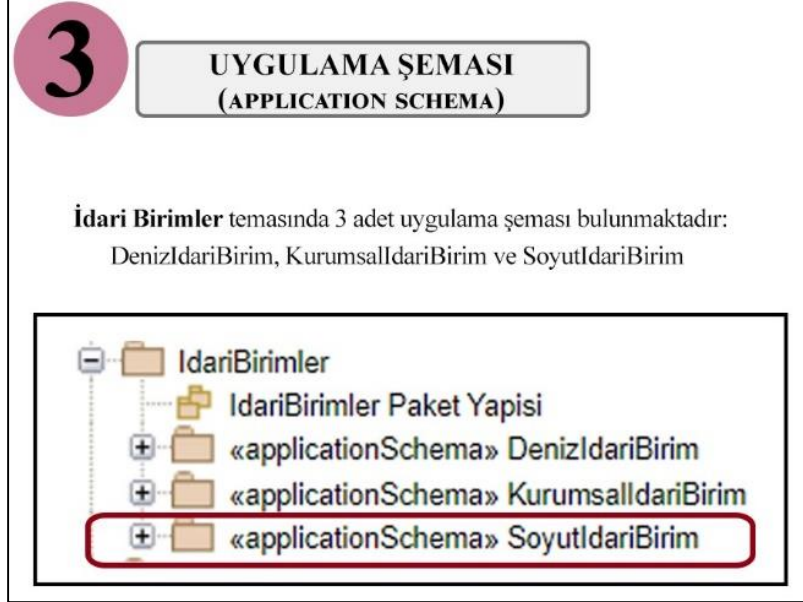 3
UYGULAMA ŞEMASI
(APPLICATION SCHEMA)
İdari Birimler temasında 3 adet uygulama şeması bulunmaktadır:
DenizIdariBirim, KurumsalIdariBirim ve SoyutIdariBirim
IdariBirimler
IdariBirimler Paket Yapisi
«applicationSchema» DenizIdariBirim
«applicationSchema» KurumsalIdariBirim
«applicationSchema» SoyutIdariBirim